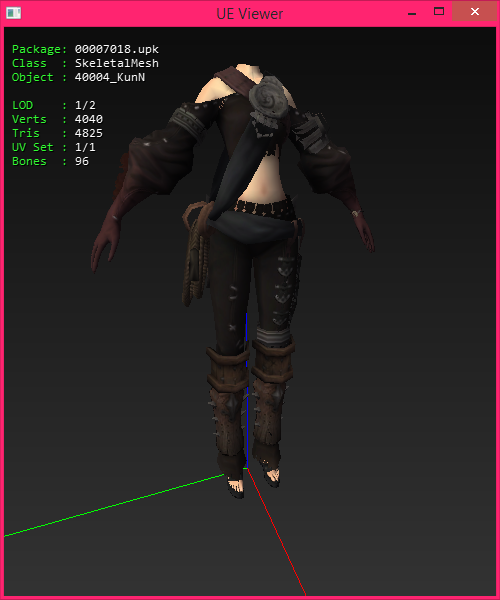 UE Viewer
Package: 00007018.upk
Class : SkeletalMesh
Object : 40004_KunN
LOD : 1/2
Verts : 4040
Tris : 4825
UV Set : 1/1
Bones : 96